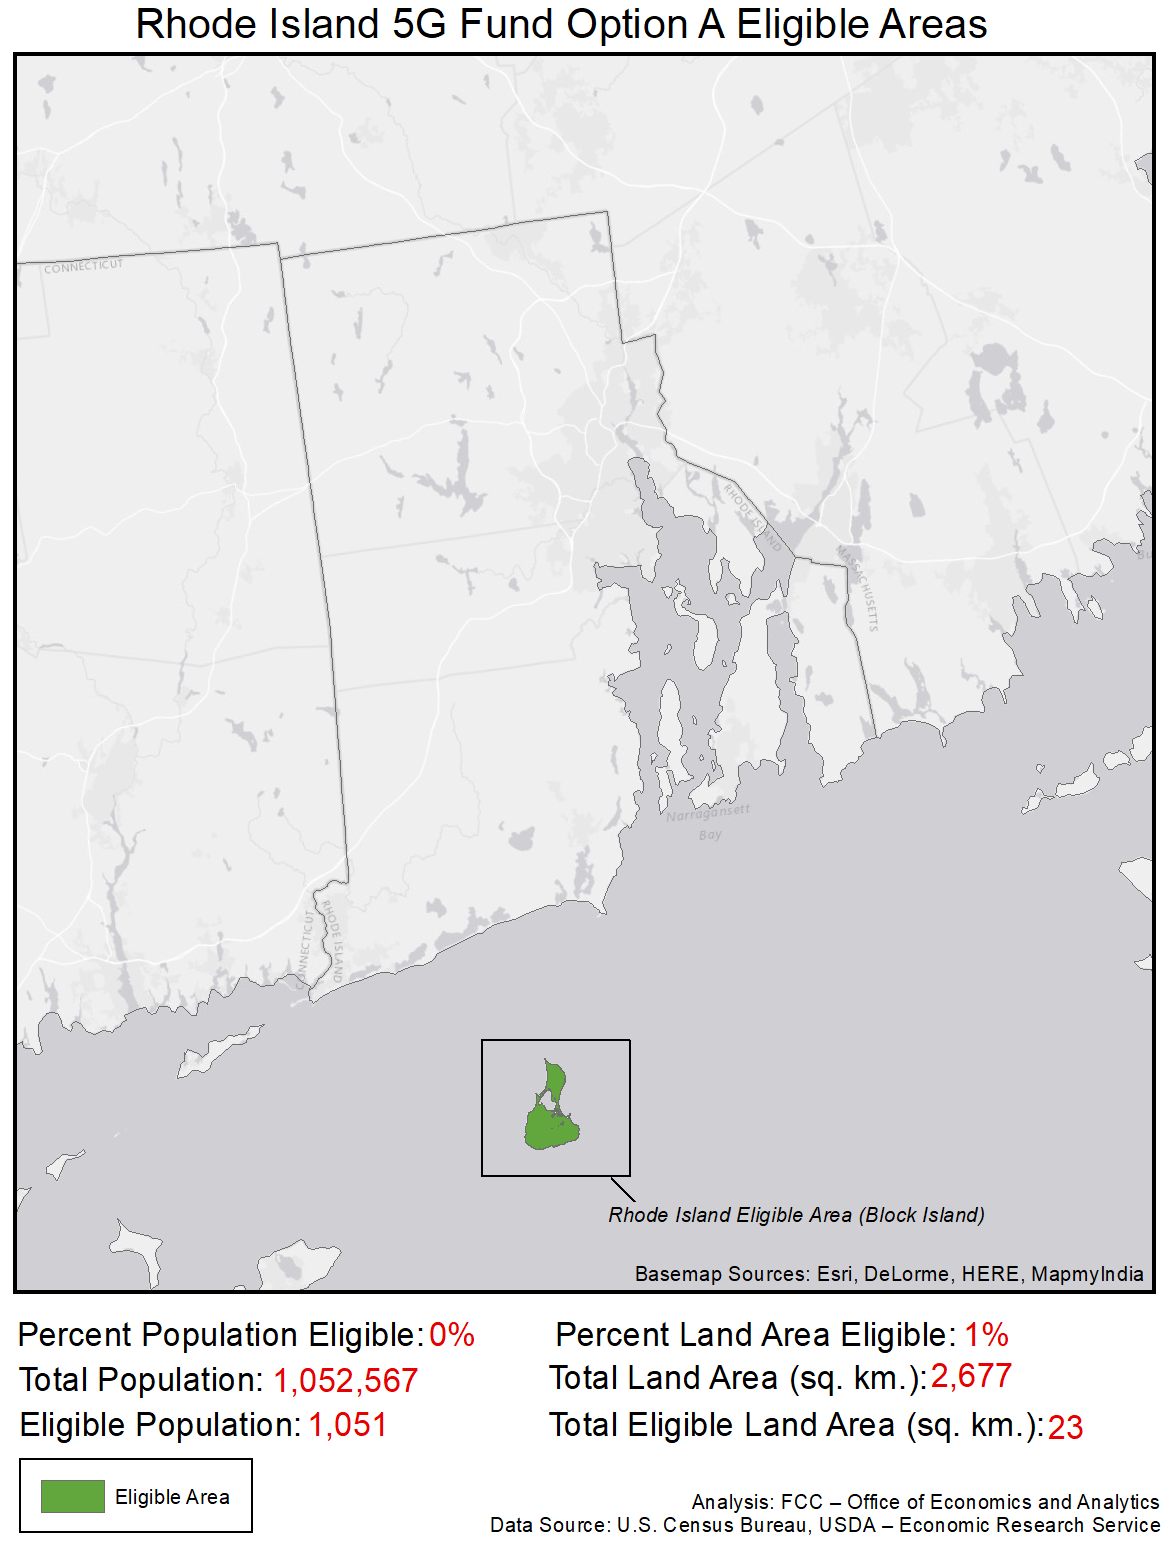 Rhode Island 5G Fund Option A Eligible Areas
CONNECTICUT
RHODE ISLAND
MASSACHUSETTS
Narragansett
Bay
CONNECTICUT
RHODE ISLAND
Rhode Island Eligible Area (Block Island)
Basemap Sources: Esri, DeLorme, HERE, MapmyIndia
Percent Population Eligible: 0%
Percent Land Area Eligible: 1%
Total Population: 1,052,567
Total Land Area (sq. km.): 2,677
Eligible Population: 1,051
Total Eligible Land Area (sq. km.): 23
Eligible Area
Analysis: FCC – Office of Economics and Analytics
Data Source: U.S. Census Bureau, USDA – Economic Research Service